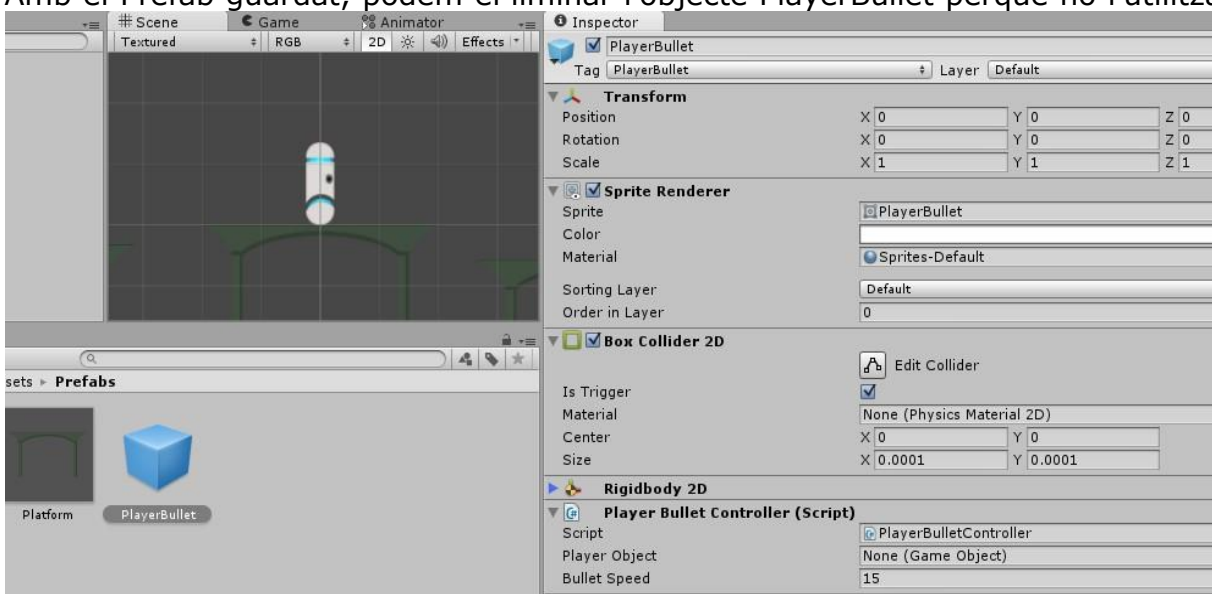 Amb el Prefab guardat, podem eliminar l'objecte PlayerBullet perquè no l'utilitza
Scene Game Animator
Textured RGB 2D Effects
Inspector
PlayerBullet
Tag PlayerBullet Layer Default
Transform
Position X 0 Y 0 Z 0
Rotation X 0 Y 0 Z 0
Scale X 1 Y 1 Z 1
Sprite Renderer
Sprite PlayerBullet
Color
Material Sprites-Default
Sorting Layer Default
Order in Layer 0
Box Collider 2D
Edit Collider
Is Trigger
Material None (Physics Material 2D)
Center X 0 Y 0
Size X 0.0001 Y 0.0001
Rigidbody 2D
Player Bullet Controller (Script)
Script PlayerBulletController
Player Object None (Game Object)
Bullet Speed 15
sets Prefabs
Platform PlayerBullet